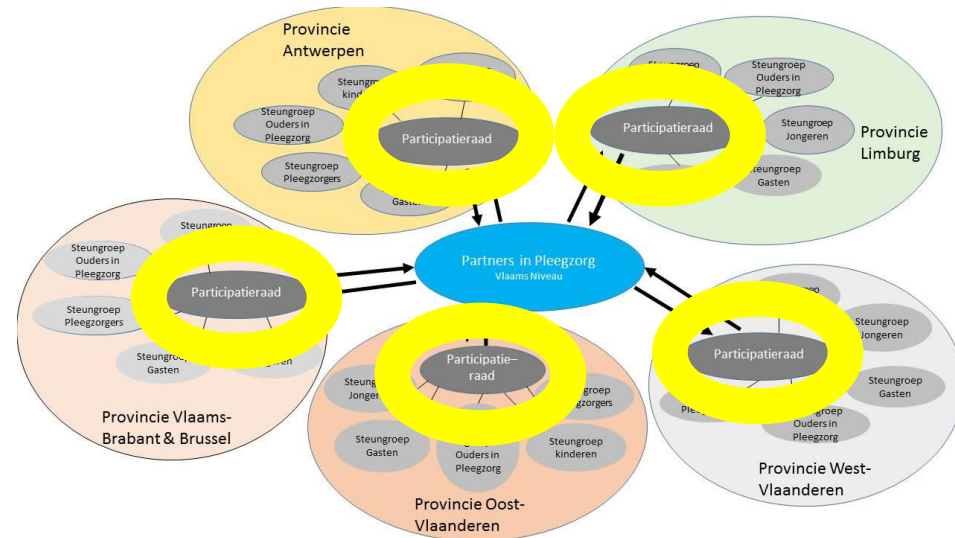 Provincie
Antwerpen
Steungroep
Ouders in
Pleegzorg
Steungroep
Pleegzorgers
Gasten
Participatieraad
Steungroep
Ouders in
Pleegzorg
Steungroep
Jongeren
Steungroep
Gasten
Participatieraad
Provincie
Limburg
Partners in Pleegzorg
Vlaams Niveau
Steungroep
Ouders in
Pleegzorg
Steungroep
Pleegzorgers
Gasten
Participatieraad
Provincie Vlaams-
Brabant & Brussel
Participatie–
raad
Steungroep
Gasten
Ouders in
Pleegzorg
Steungroep
kinderen
Provincie Oost-
Vlaanderen
Participatieraad
Steungroep
Jongeren
Steungroep
Gasten
Steungroep
Ouders in
Pleegzorg
Provincie West-
Vlaanderen